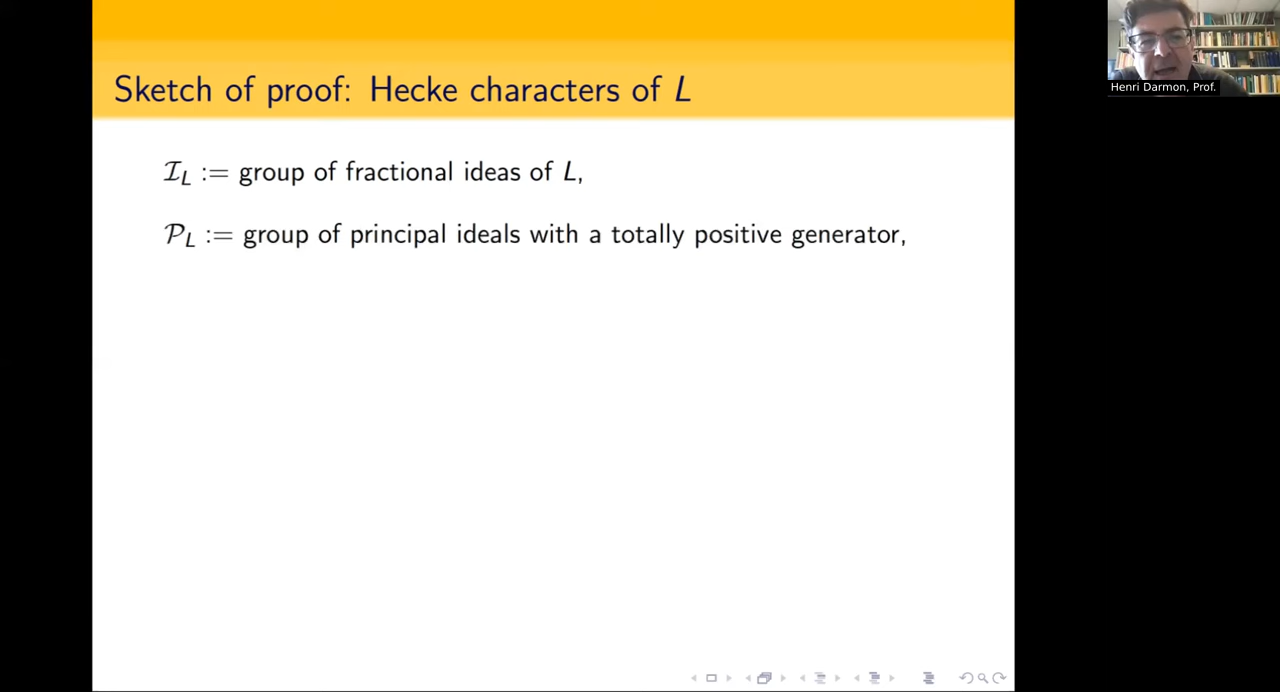 Sketch of proof: Hecke characters of L
Henri Darmon, Prof.
𝓘_L := group of fractional ideas of L,
𝓟_L := group of principal ideals with a totally positive generator,